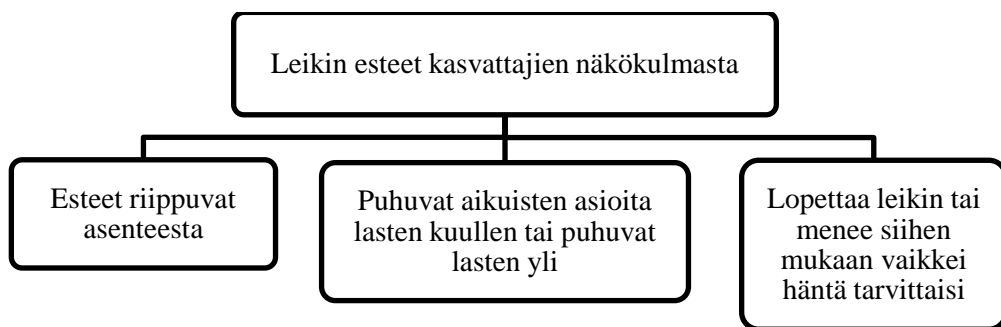 Leikin esteet kasvattajien näkökulmasta
Esteet riippuvat
asenteesta
Puhuvat aikuisten asioita
lasten kuullen tai puhuvat
lasten yli
Lopettaa leikin tai
menee siihen
mukaan vaikkei
häntä tarvittaisi